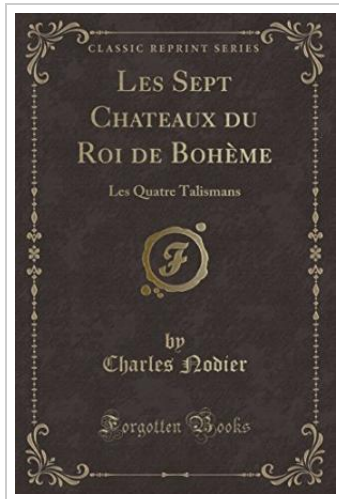 CLASSIC REPRINT SERIES
LES SEPT
CHATEAUX DU
ROI DE BOHÈME
Les Quatre Talismans
F
by
Charles Nodier
Forgotten Books